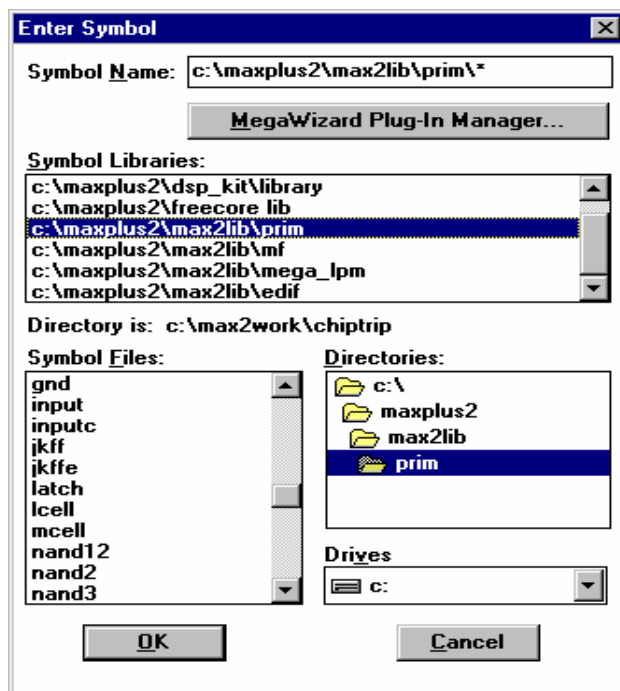 Enter Symbol
Symbol Name: c:\maxplus2\max2lib\prim\*
MegaWizard Plug-In Manager...
Symbol Libraries:
c:\maxplus2\dsp_kit\library
c:\maxplus2\freecore lib
c:\maxplus2\max2lib\prim
c:\maxplus2\max2lib\mf
c:\maxplus2\max2lib\mega_lpm
c:\maxplus2\max2lib\edif
Directory is: c:\max2work\chiptrip
Symbol Files:
gnd
input
inputc
jkff
jkffe
latch
lcell
mcell
nand12
nand2
nand3
Directories:
c:\
maxplus2
max2lib
prim
Drives
c:
OK
Cancel